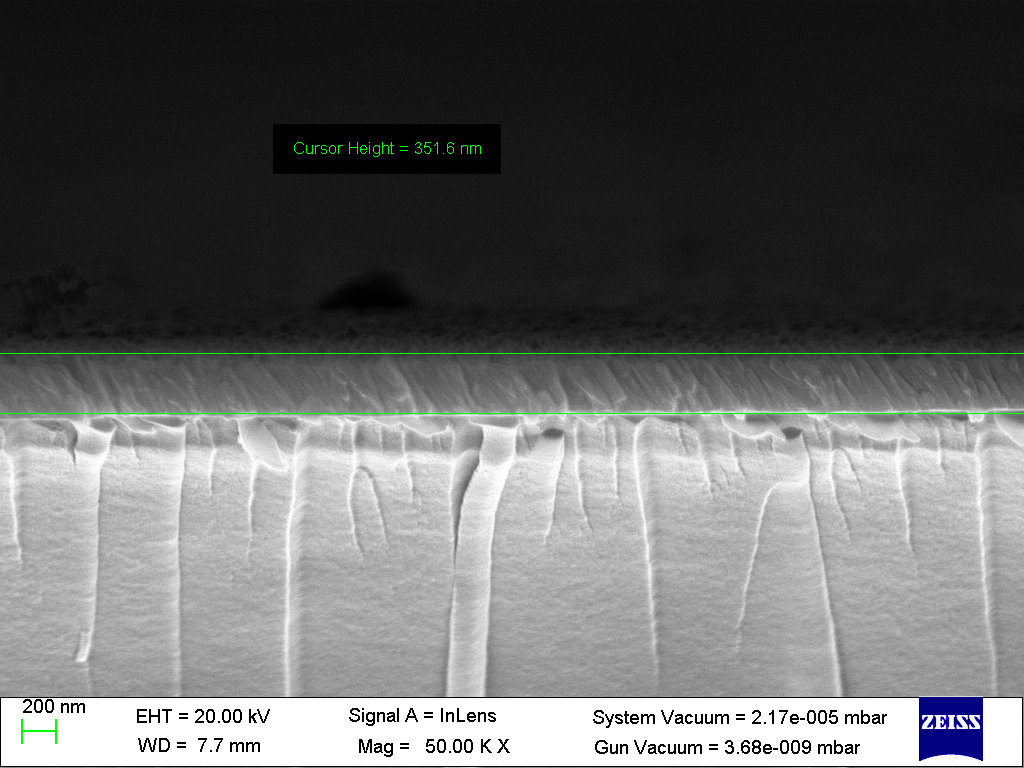 Cursor Height = 351.6 nm
200 nm
EHT = 20.00 kV
Signal A = InLens
System Vacuum = 2.17e-005 mbar
ZEISS
WD = 7.7 mm
Mag = 50.00 K X
Gun Vacuum = 3.68e-009 mbar